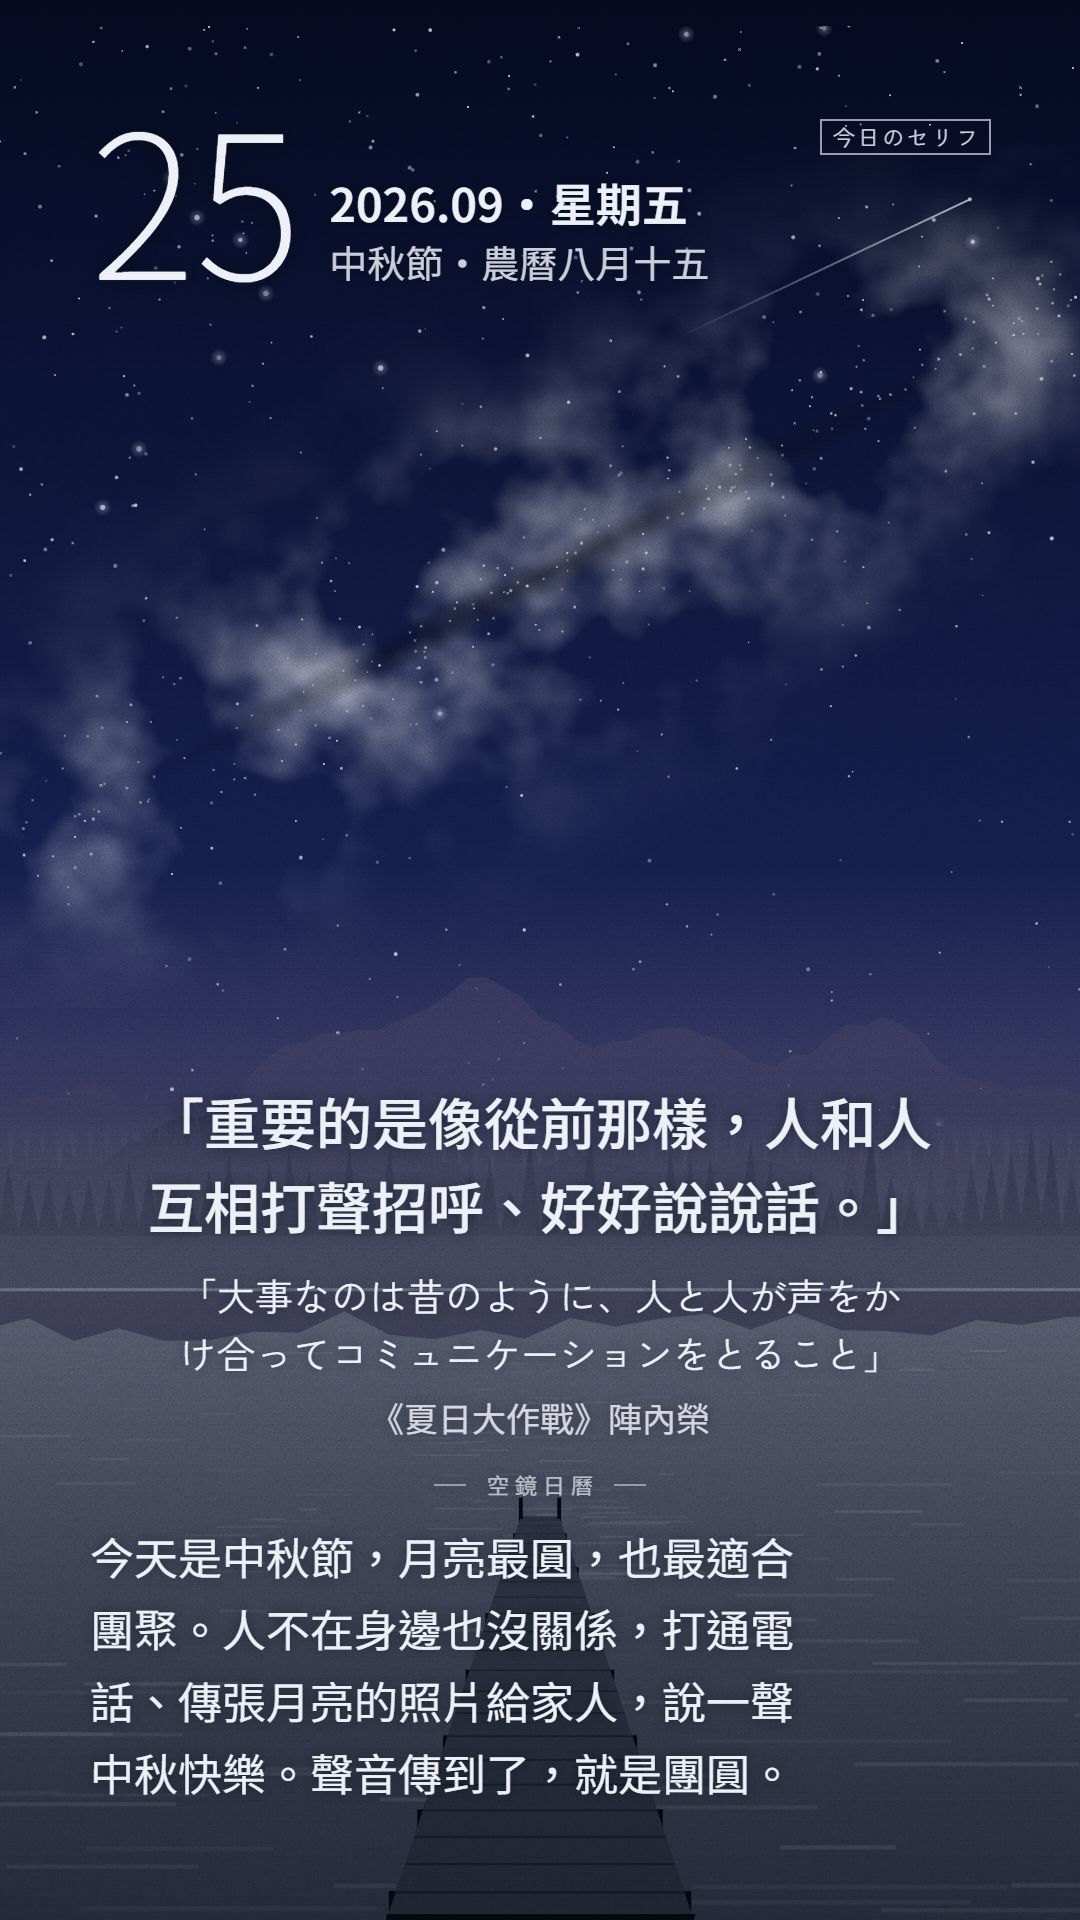 25
今日のセリフ
2026.09・星期五
中秋節・農曆八月十五
「重要的是像從前那樣，人和人
互相打聲招呼、好好說說話。」
「大事なのは昔のように、人と人が声をか
け合ってコミュニケーションをとること」
《夏日大作戰》陣內榮
空鏡日曆
今天是中秋節，月亮最圓，也最適合
團聚。人不在身邊也沒關係，打通電
話、傳張月亮的照片給家人，說一聲
中秋快樂。聲音傳到了，就是團圓。